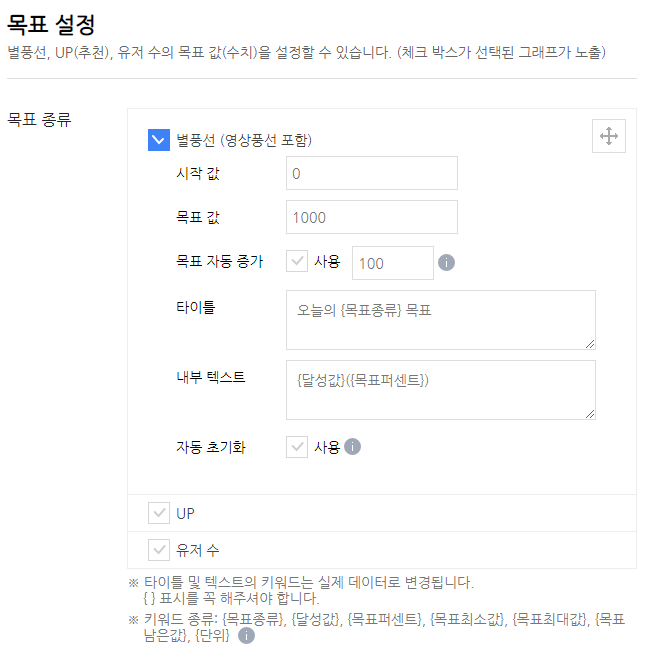 목표 설정
별풍선, UP(추천), 유저 수의 목표 값(수치)을 설정할 수 있습니다. (체크 박스가 선택된 그래프가 노출)
목표 종류
별풍선 (영상풍선 포함)
시작 값 0
목표 값 1000
목표 자동 증가 사용 100
타이틀 오늘의 {목표종류} 목표
내부 텍스트 {달성값}({목표퍼센트})
자동 초기화 사용
UP
유저 수
※ 타이틀 및 텍스트의 키워드는 실제 데이터로 변경됩니다.
{ } 표시를 꼭 해주셔야 합니다.
※ 키워드 종류: {목표종류}, {달성값}, {목표퍼센트}, {목표최소값}, {목표최대값}, {목표
남은값}, {단위}